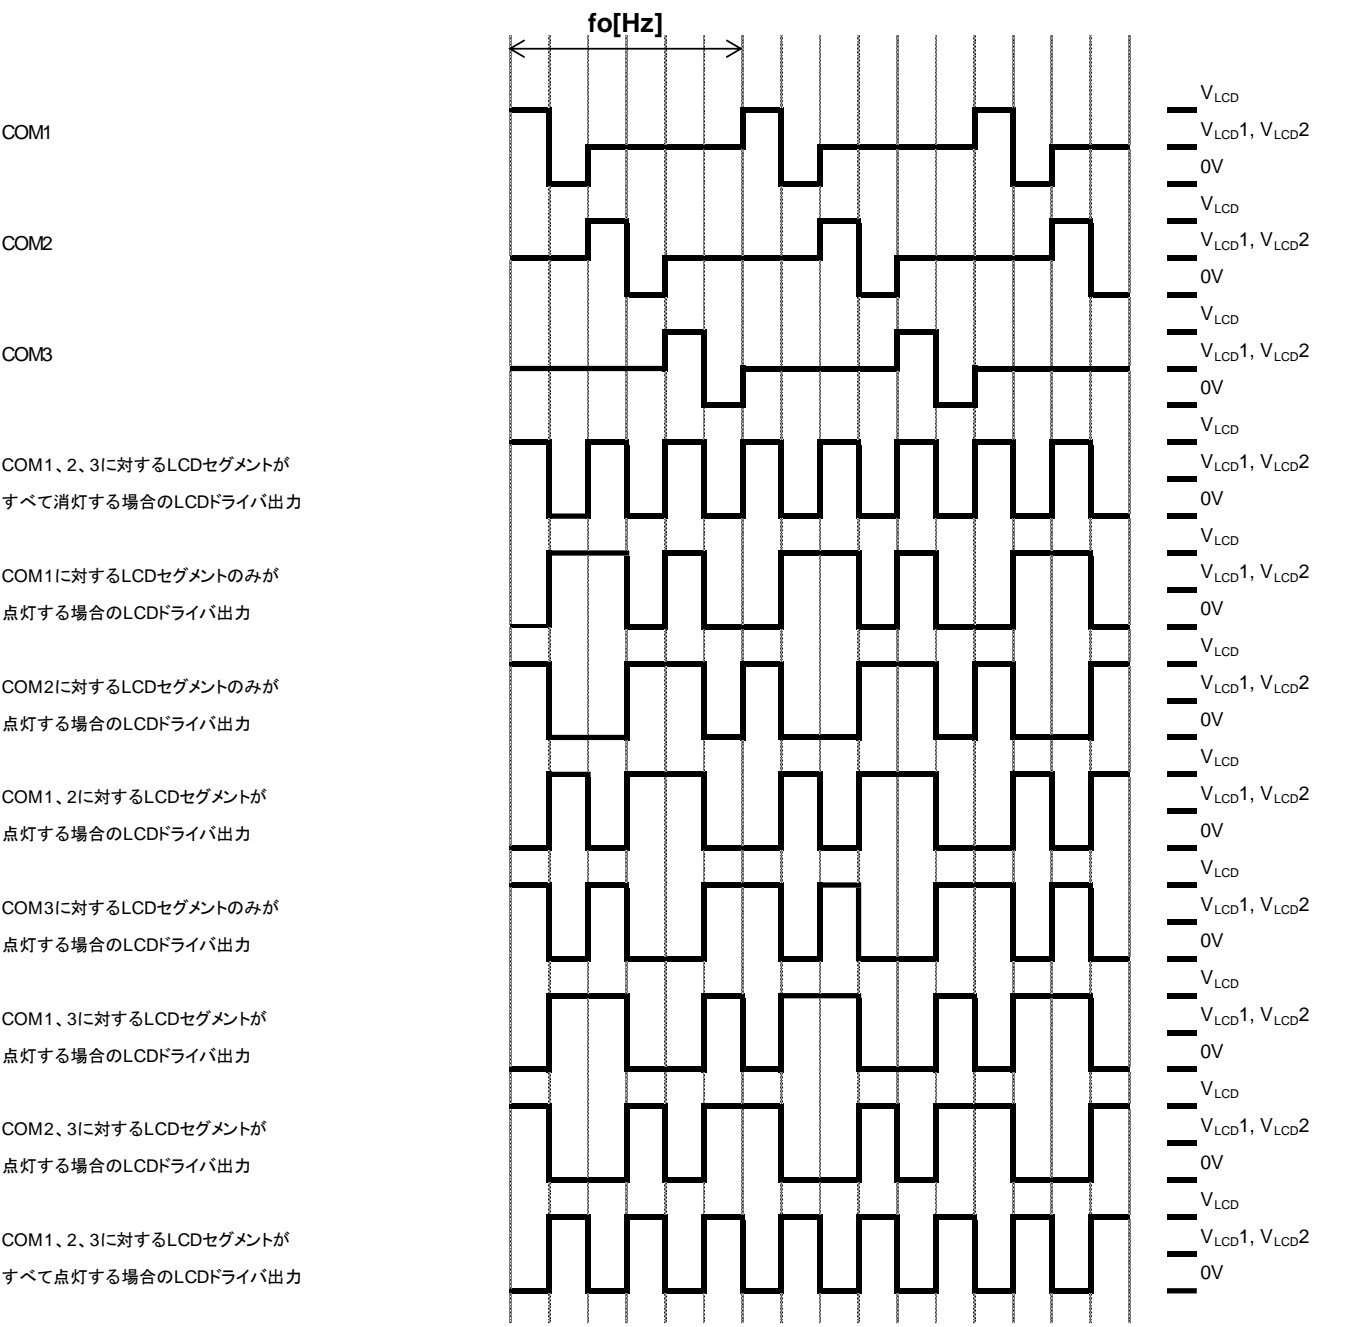 fo[Hz]
COM1
VLCD
VLCD1, VLCD2
0V
COM2
VLCD
VLCD1, VLCD2
0V
COM3
VLCD
VLCD1, VLCD2
0V
COM1、2、3に対するLCDセグメントが
すべて消灯する場合のLCDドライバ出力
VLCD
VLCD1, VLCD2
0V
COM1に対するLCDセグメントのみが
点灯する場合のLCDドライバ出力
VLCD
VLCD1, VLCD2
0V
COM2に対するLCDセグメントのみが
点灯する場合のLCDドライバ出力
VLCD
VLCD1, VLCD2
0V
COM1、2に対するLCDセグメントが
点灯する場合のLCDドライバ出力
VLCD
VLCD1, VLCD2
0V
COM3に対するLCDセグメントのみが
点灯する場合のLCDドライバ出力
VLCD
VLCD1, VLCD2
0V
COM1、3に対するLCDセグメントが
点灯する場合のLCDドライバ出力
VLCD
VLCD1, VLCD2
0V
COM2、3に対するLCDセグメントが
点灯する場合のLCDドライバ出力
VLCD
VLCD1, VLCD2
0V
COM1、2、3に対するLCDセグメントが
すべて点灯する場合のLCDドライバ出力
VLCD
VLCD1, VLCD2
0V